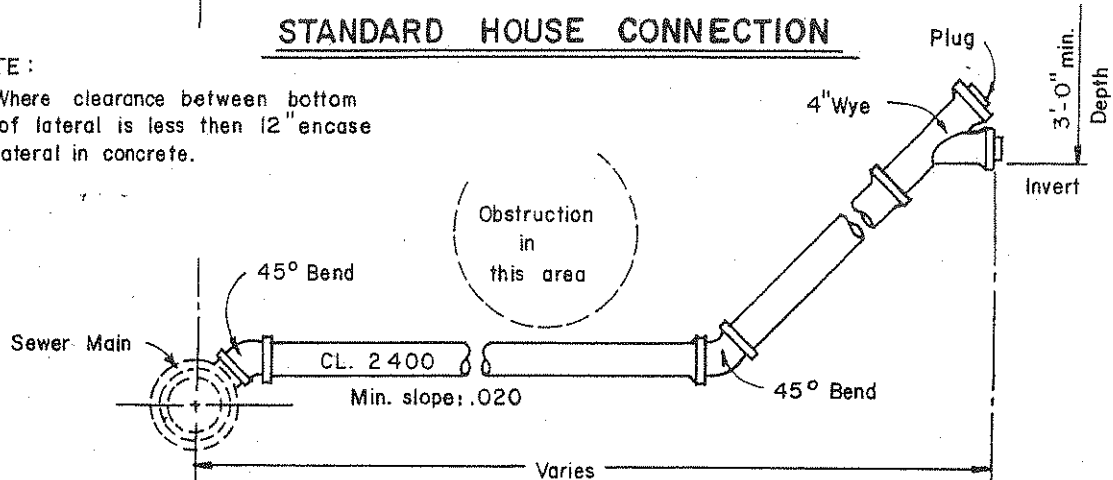 STANDARD HOUSE CONNECTION
TE:
Where clearance between bottom
of lateral is less then 12" encase
lateral in concrete.
Plug
4" Wye
3'-0" min.
Depth
Invert
Obstruction
in
this area
45° Bend
Sewer Main
CL. 2400
Min. slope: .020
45° Bend
Varies